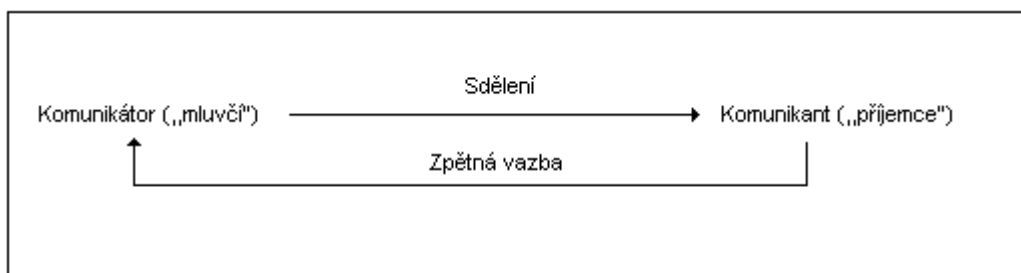 Sdělení
Komunikátor (,,mluvčí") Komunikant (,,příjemce")
Zpětná vazba